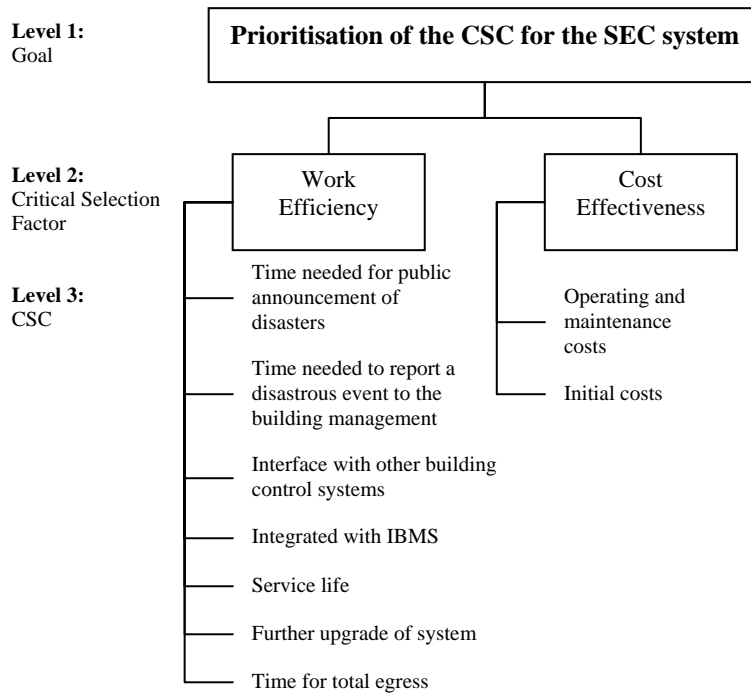 Level 1:
Goal
Prioritisation of the CSC for the SEC system
Level 2:
Critical Selection
Factor
Work
Efficiency
Cost
Effectiveness
Level 3:
CSC
Time needed for public
announcement of
disasters
Time needed to report a
disastrous event to the
building management
Interface with other building
control systems
Integrated with IBMS
Service life
Further upgrade of system
Time for total egress
Operating and
maintenance
costs
Initial costs